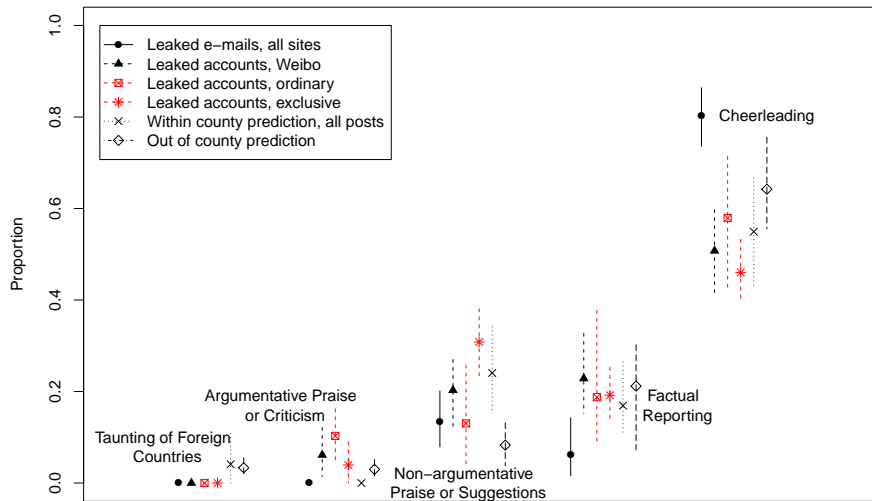 1.0
0.8
0.6
0.4
0.2
0.0
Proportion
Leaked e−mails, all sites
Leaked accounts, Weibo
Leaked accounts, ordinary
Leaked accounts, exclusive
Within county prediction, all posts
Out of county prediction
Cheerleading
Argumentative Praise
or Criticism
Factual
Reporting
Taunting of Foreign
Countries
Non−argumentative
Praise or Suggestions